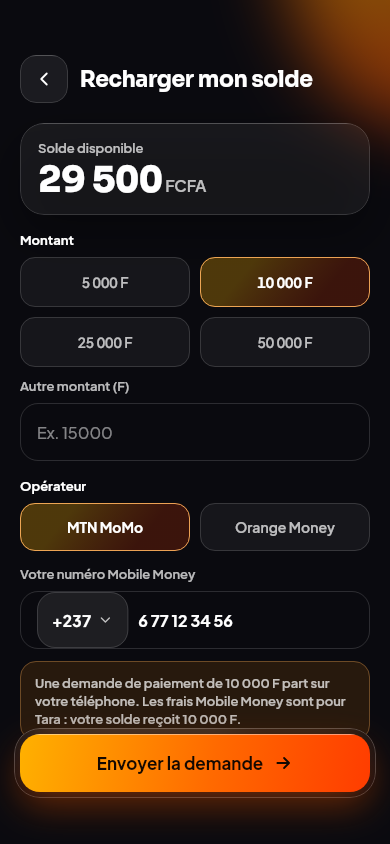 Recharger mon solde
Solde disponible
29 500 FCFA
Montant
5 000 F
10 000 F
25 000 F
50 000 F
Autre montant (F)
Ex. 15000
Opérateur
MTN MoMo
Orange Money
Votre numéro Mobile Money
+237
6 77 12 34 56
Une demande de paiement de 10 000 F part sur
votre téléphone. Les frais Mobile Money sont pour
Tara : votre solde reçoit 10 000 F.
Envoyer la demande →